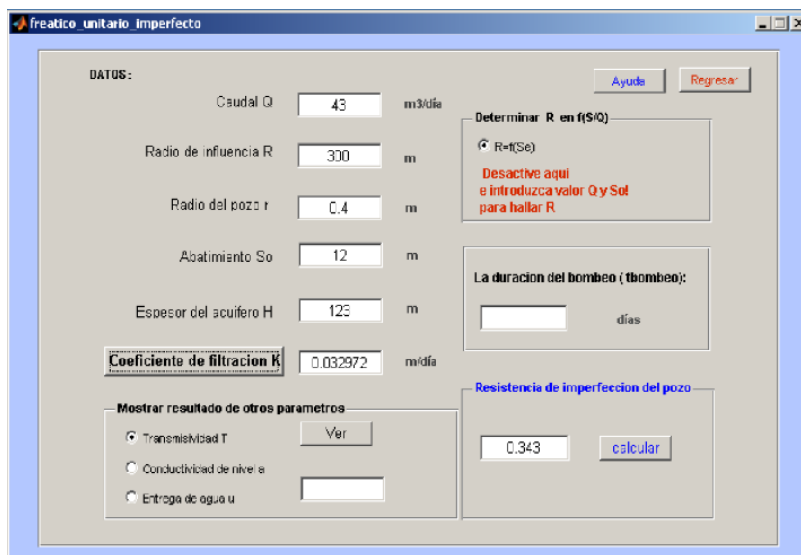 freatico_unitario_imperfecto
DATOS:
Ayuda
Regresar
Caudal Q 43 m3/día
Radio de influencia R 300 m
Radio del pozo r 0.4 m
Abatimiento So 12 m
Espesor del acuifero H 123 m
Coeficiente de filtracion K 0.032972 m/día
Determinar R en f(S/Q)
R=f(So)
Desactive aqui
e introduzca valor Q y So!
para hallar R
La duracion del bombeo (tbombeo):
días
Mostrar resultado de otros parametros
Transmisividad T
Ver
Conductividad de nivel a
Entrega de agua u
Resistencia de imperfeccion del pozo
0.343
calcular